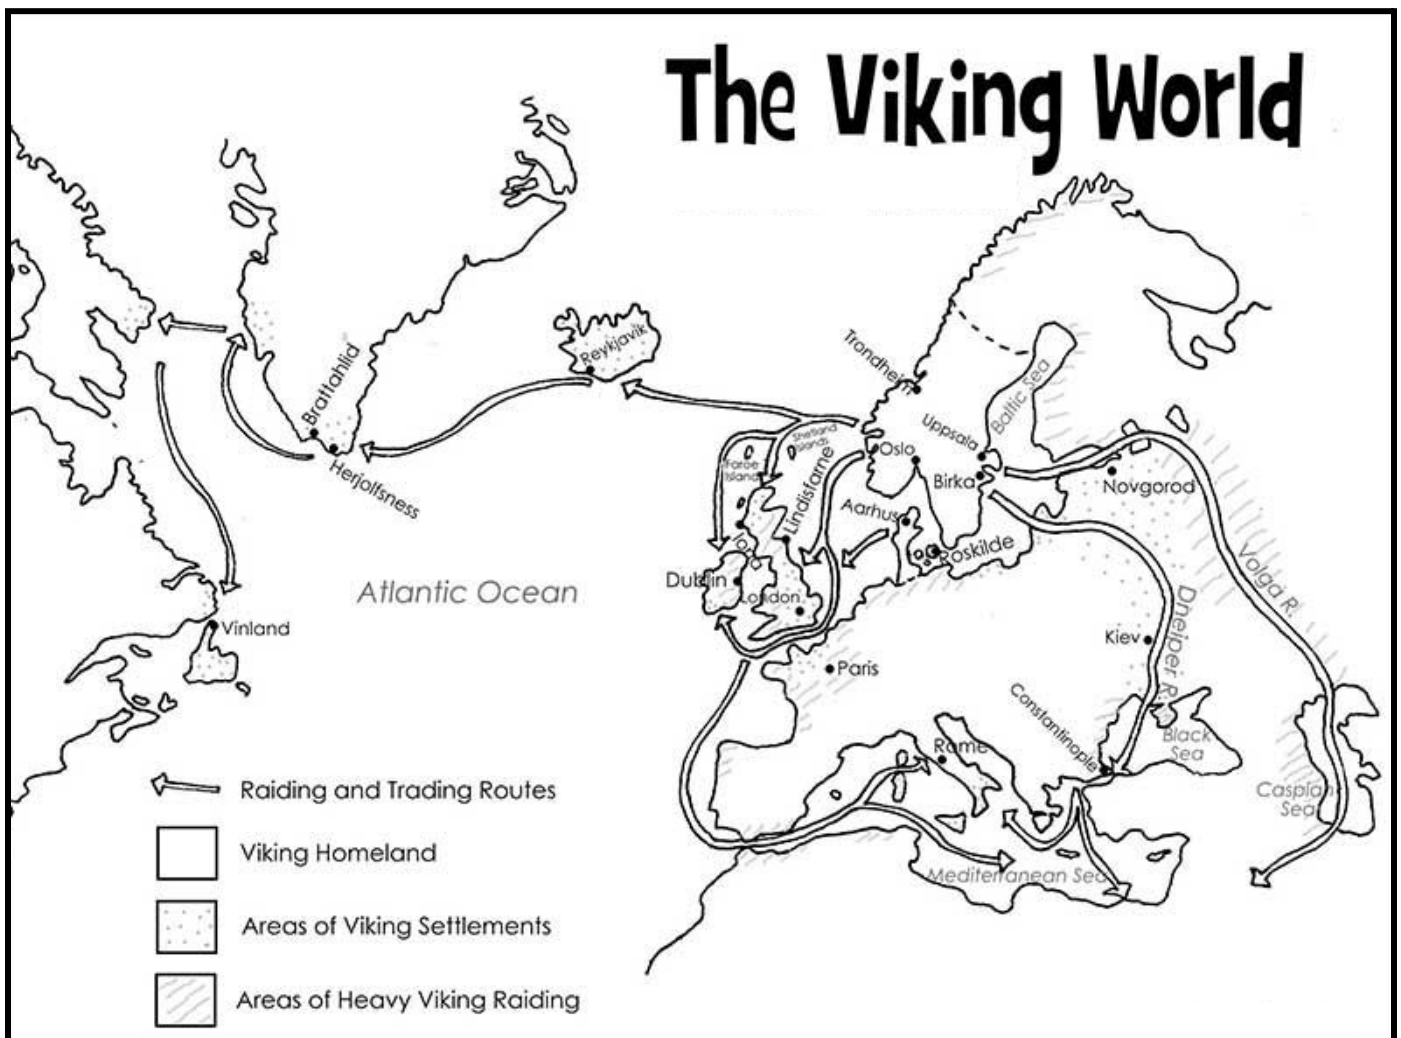 The Viking World
Reykjavik
Brattahlid
Herjolfsness
Trondheim
Baltic Sea
Uppsala
Shetland
Islands
Oslo
Faroe
Island
Lindisfarne
Birka
Novgorod
Aarhus
Roskilde
Volga R.
Dublin
London
Atlantic Ocean
Dneiper R.
Vinland
Kiev
Paris
Constantinople
Black
Sea
Rome
Caspian
Sea
Mediterranean Sea
Raiding and Trading Routes
Viking Homeland
Areas of Viking Settlements
Areas of Heavy Viking Raiding